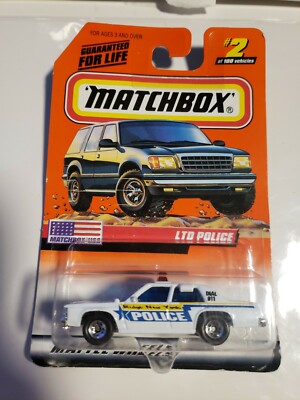 FOR AGES 3 AND OVER
GUARANTEED
FOR LIFE
#2
of 100 vehicles
MATCHBOX®
MATCHBOX USA
LTD POLICE
DIAL
911
POLICE